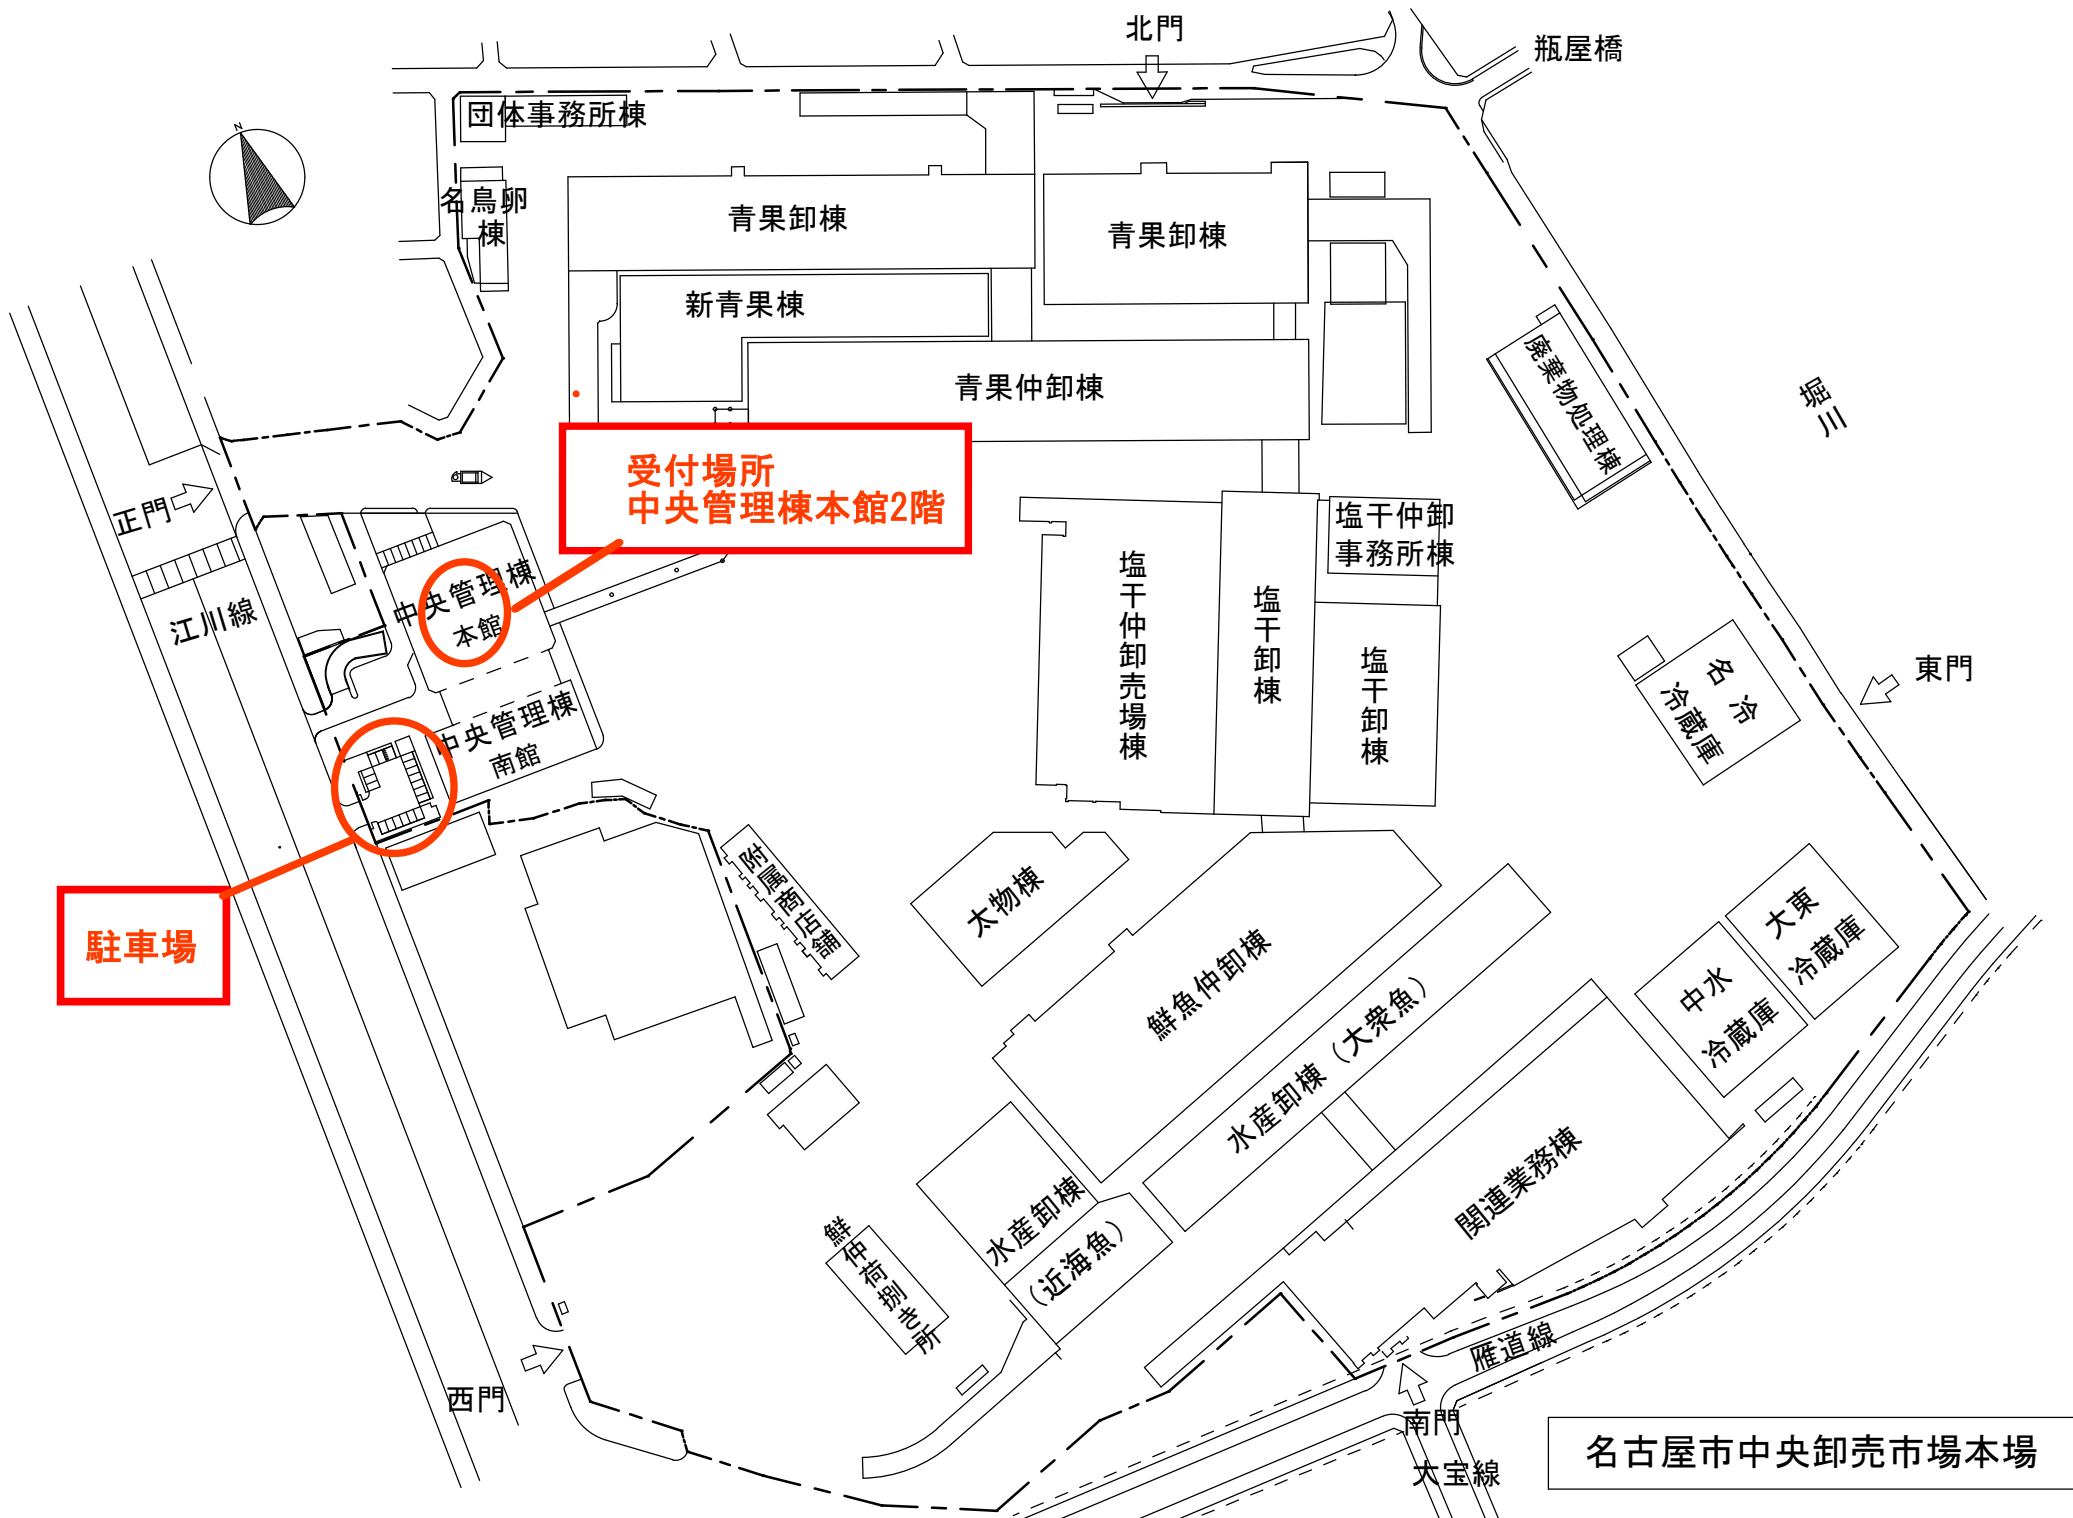 北門
瓶屋橋
N
団体事務所棟
名鳥卵
棟
青果卸棟
青果卸棟
新青果棟
青果仲卸棟
廃棄物処理棟
堀川
受付場所
中央管理棟本館2階
正門
江川線
中央管理棟
本館
中央管理棟
南館
塩干仲卸売場棟
塩干卸棟
塩干仲卸
事務所棟
塩干卸棟
名冷
冷蔵庫
東門
駐車場
附属商店舗
太物棟
鮮魚仲卸棟
水産卸棟（大衆魚）
大東
冷蔵庫
中水
冷蔵庫
関連業務棟
水産卸棟
（近海魚）
鮮仲荷捌き所
西門
雁道線
南門
大宝線
名古屋市中央卸売市場本場